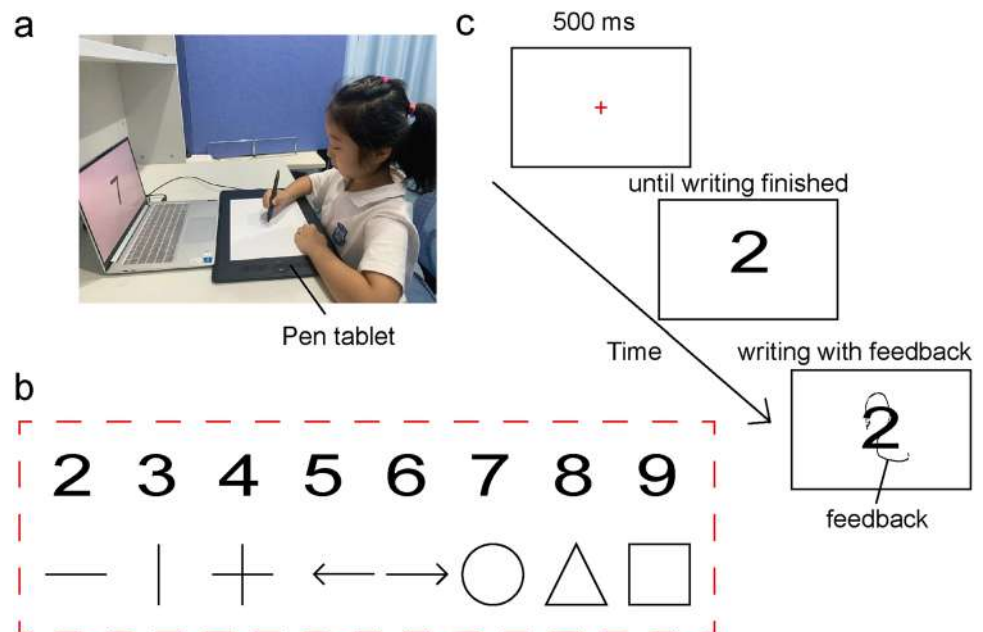 a
7
Pen tablet
b
2 3 4 5 6 7 8 9
c
500 ms
+
until writing finished
2
Time
writing with feedback
2
feedback